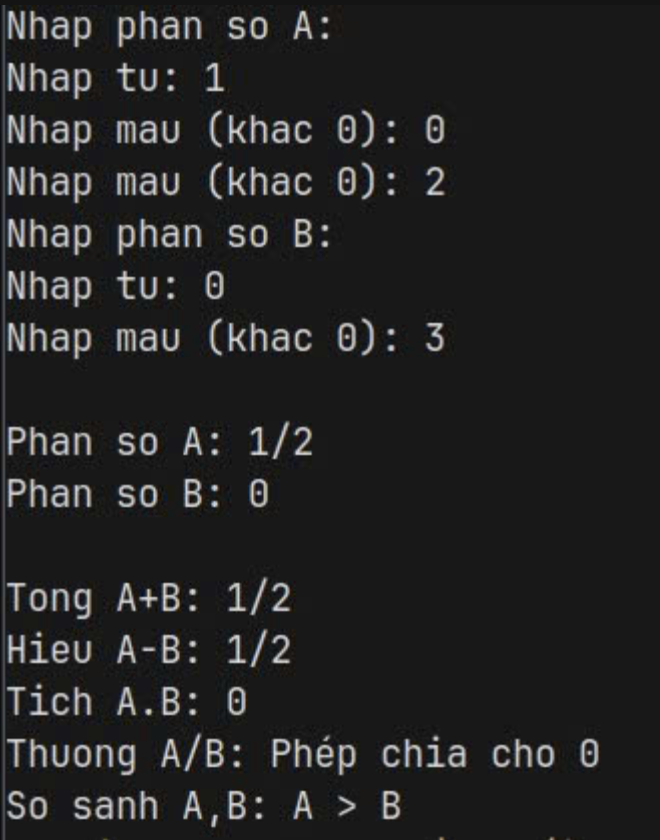 Nhap phan so A:
Nhap tu: 1
Nhap mau (khac 0): 0
Nhap mau (khac 0): 2
Nhap phan so B:
Nhap tu: 0
Nhap mau (khac 0): 3
Phan so A: 1/2
Phan so B: 0
Tong A+B: 1/2
Hieu A-B: 1/2
Tich A.B: 0
Thuong A/B: Phép chia cho 0
So sanh A,B: A > B